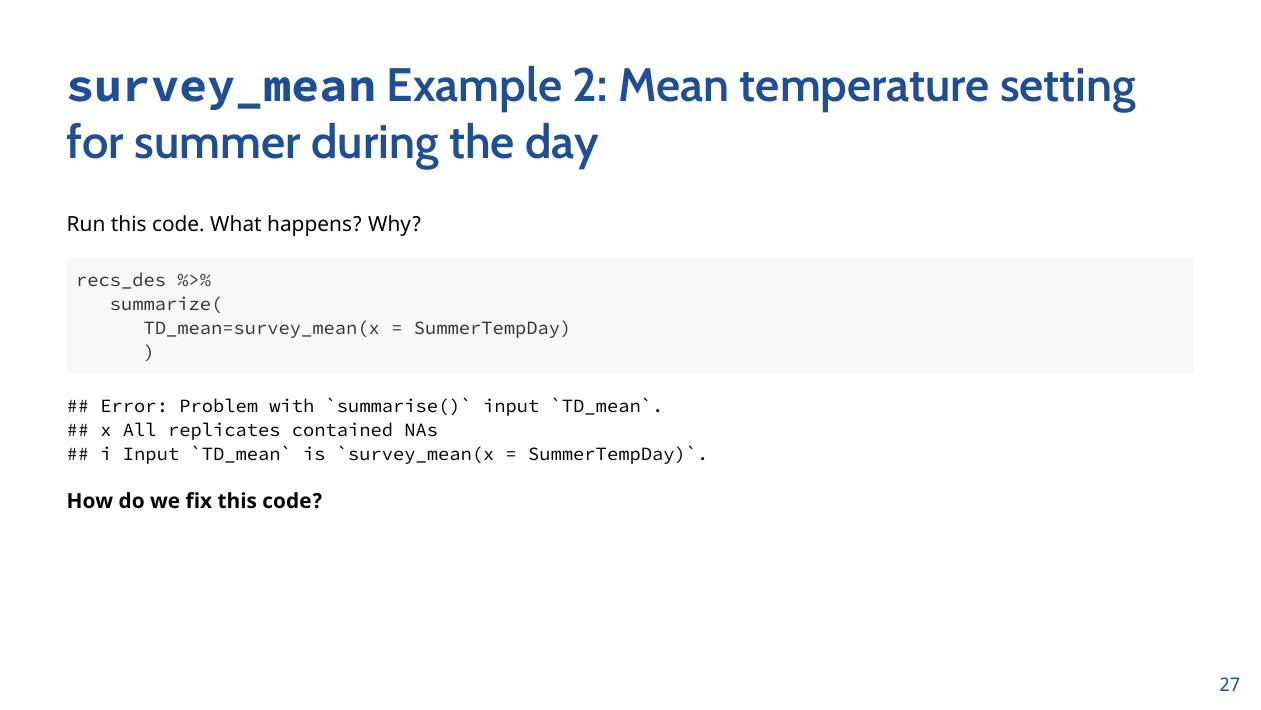 survey_mean Example 2: Mean temperature setting
for summer during the day
Run this code. What happens? Why?
recs_des %>%
   summarize(
      TD_mean=survey_mean(x = SummerTempDay)
      )
## Error: Problem with `summarise()` input `TD_mean`.
## x All replicates contained NAs
## i Input `TD_mean` is `survey_mean(x = SummerTempDay)`.
How do we fix this code?
27